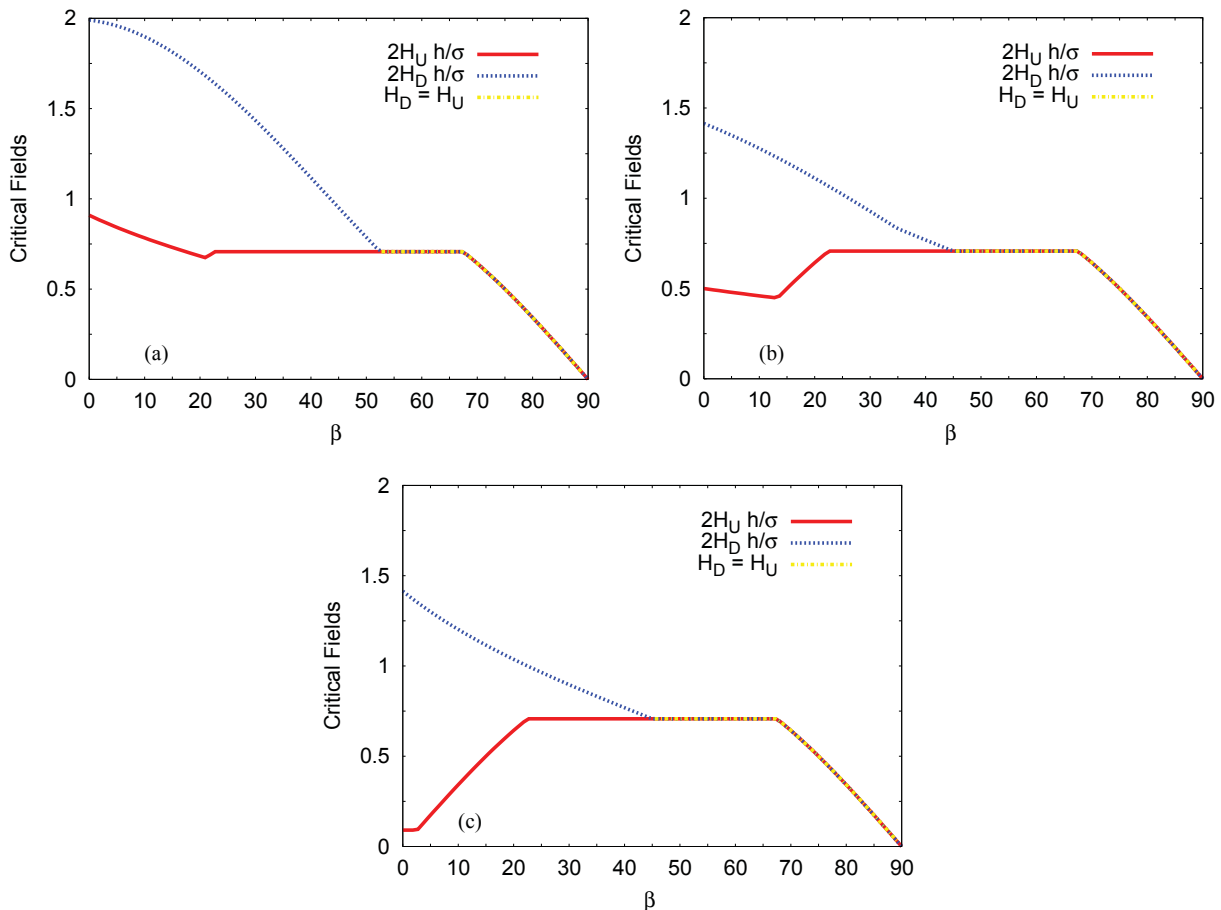 2
1.5
1
0.5
0
Critical Fields
2H_U h/σ
2H_D h/σ
H_D = H_U
(a)
0 10 20 30 40 50 60 70 80 90
β
2
1.5
1
0.5
0
Critical Fields
2H_U h/σ
2H_D h/σ
H_D = H_U
(b)
0 10 20 30 40 50 60 70 80 90
β
2
1.5
1
0.5
0
Critical Fields
2H_U h/σ
2H_D h/σ
H_D = H_U
(c)
0 10 20 30 40 50 60 70 80 90
β